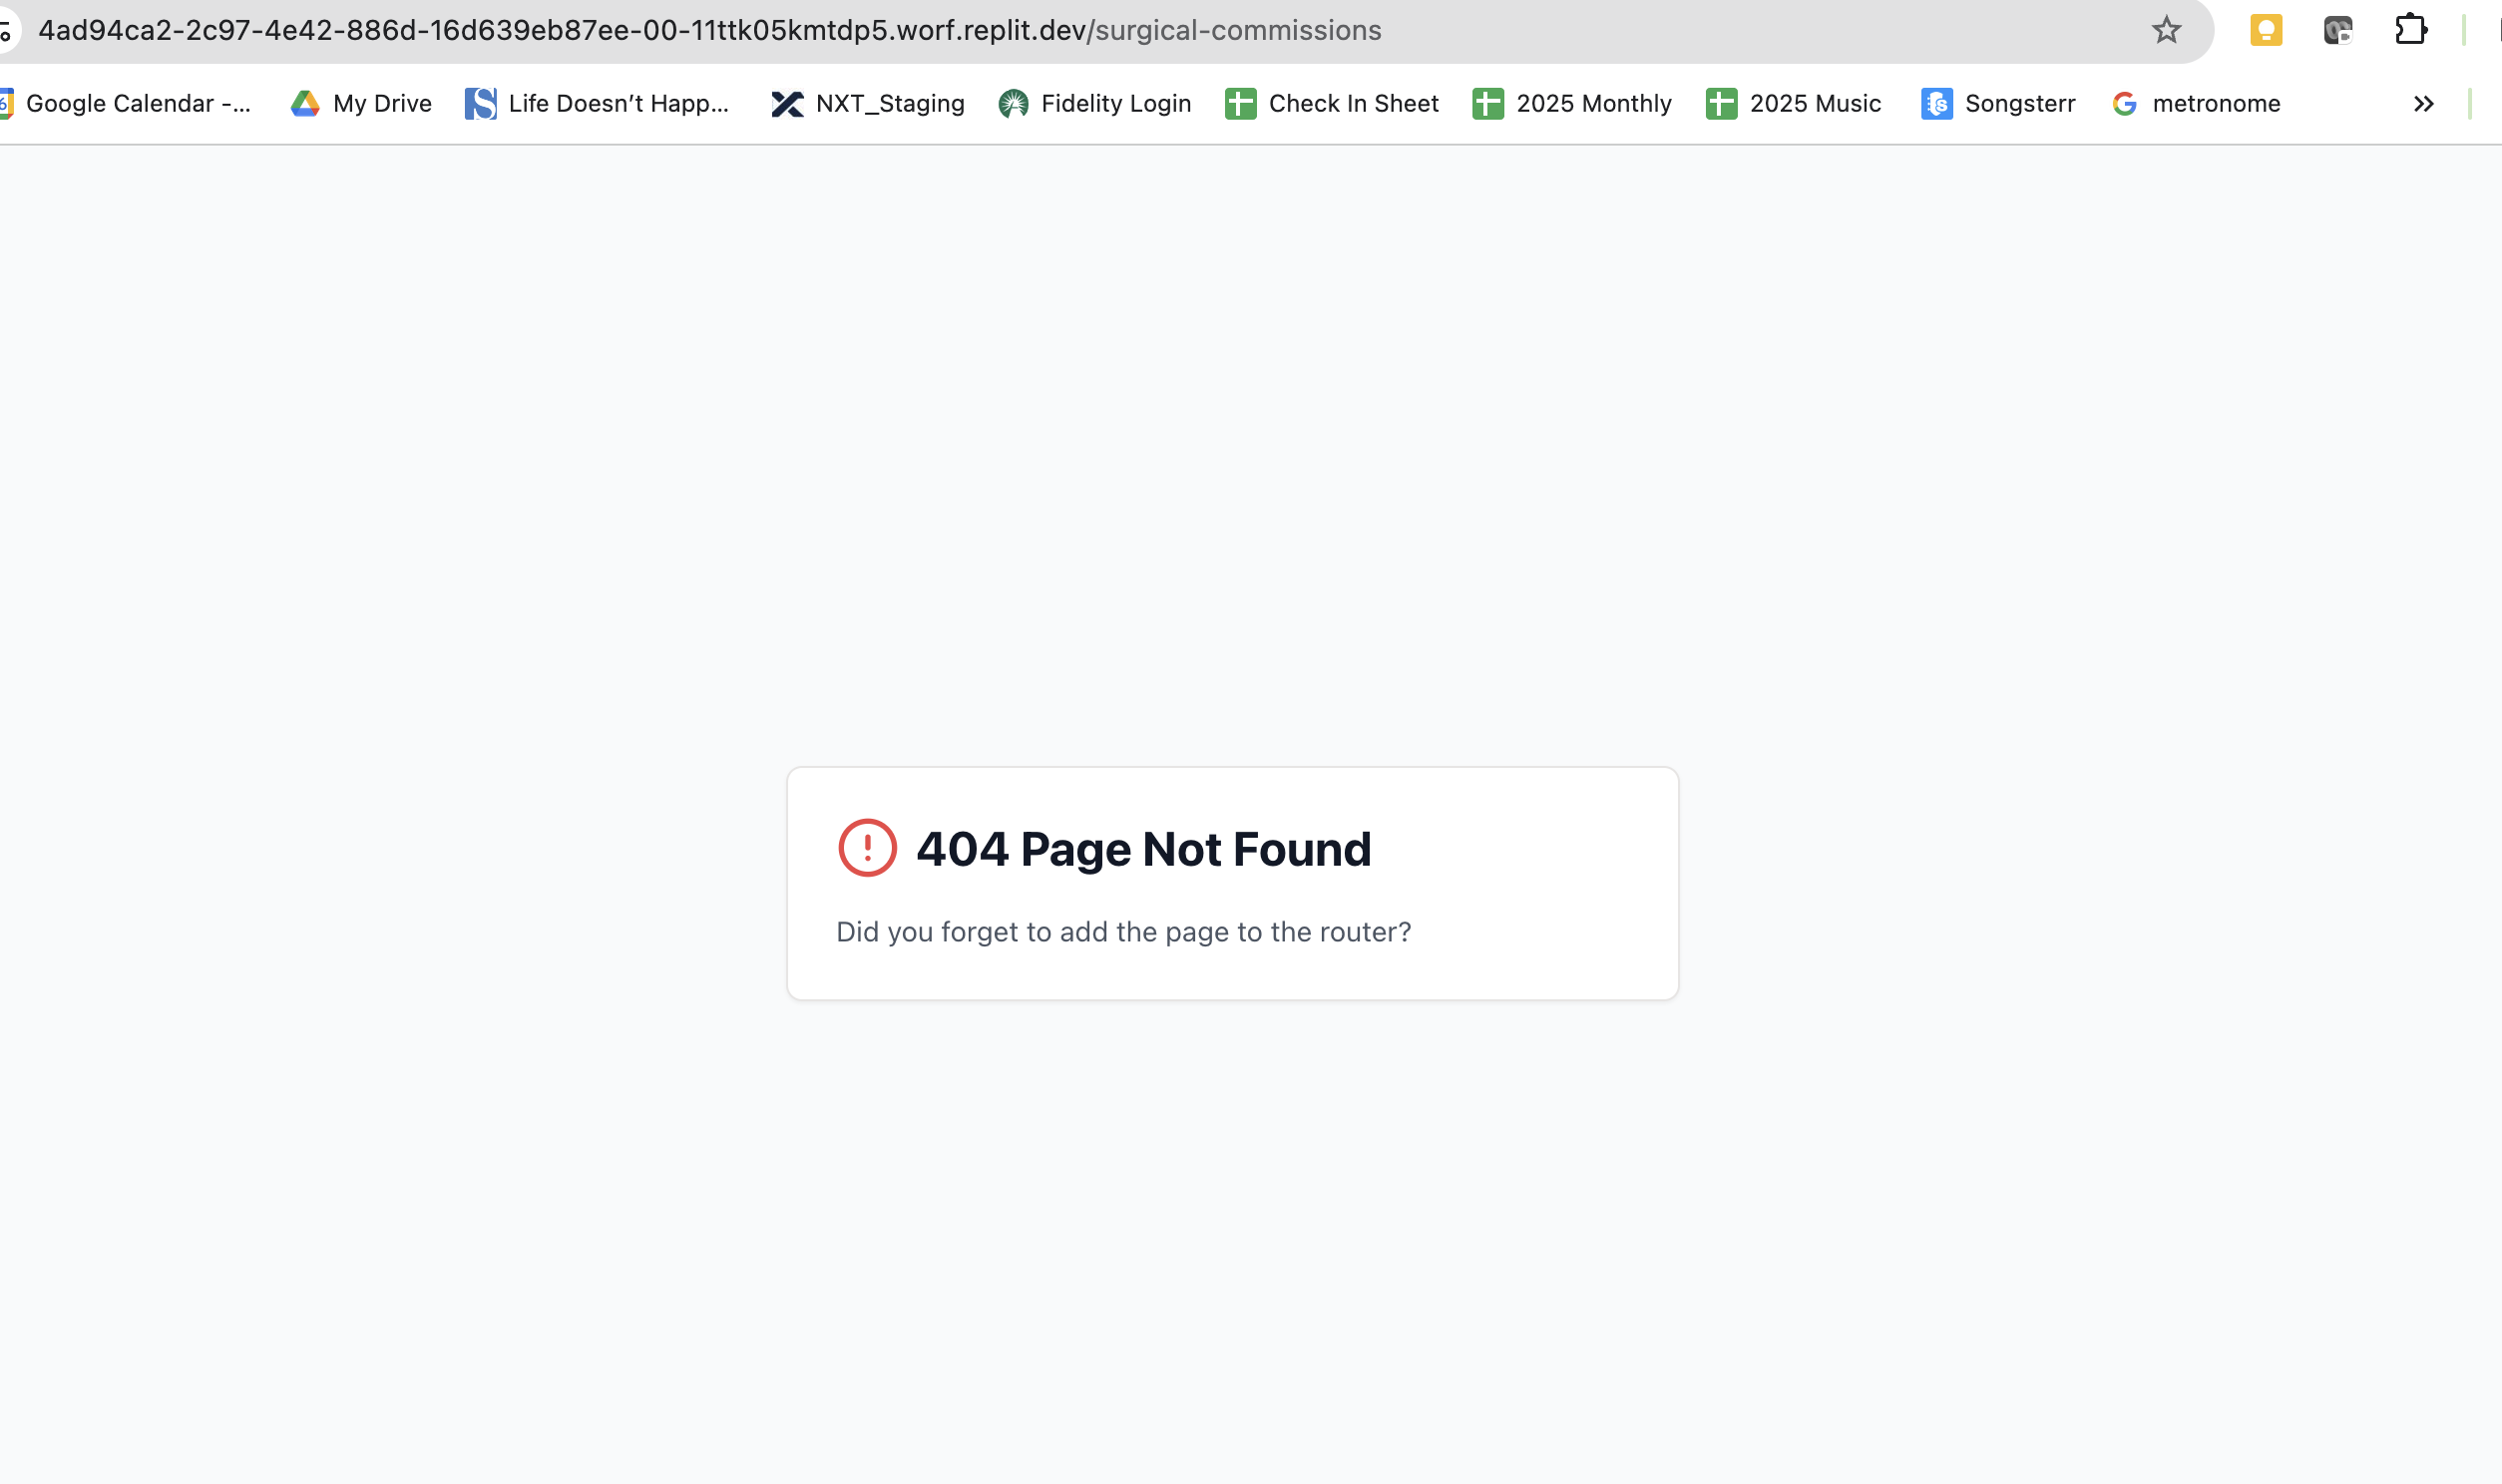 4ad94ca2-2c97-4e42-886d-16d639eb87ee-00-11ttk05kmtdp5.worf.replit.dev/surgical-commissions
Google Calendar -... My Drive Life Doesn't Happ... NXT_Staging Fidelity Login Check In Sheet 2025 Monthly 2025 Music Songsterr metronome
404 Page Not Found
Did you forget to add the page to the router?